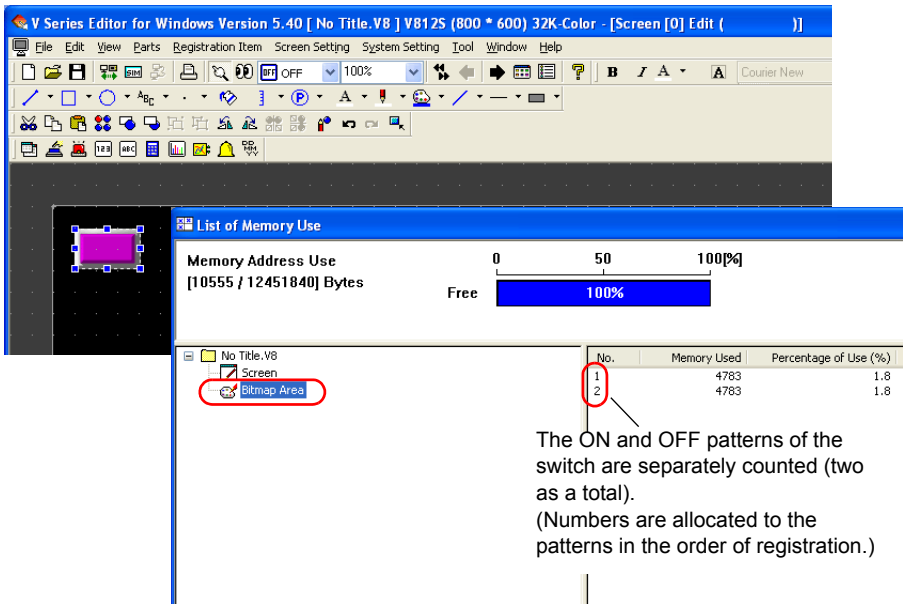 V Series Editor for Windows Version 5.40 [ No Title.V8 ] V812S (800 * 600) 32K-Color - [Screen [0] Edit ( )]
File Edit View Parts Registration Item Screen Setting System Setting Tool Window Help
OFF OFF 100% B I A A Courier New
ABC P A
123 ABC
List of Memory Use
Memory Address Use
[10555 / 12451840] Bytes
0 50 100[%]
Free 100%
No Title.V8
Screen
Bitmap Area
No. Memory Used Percentage of Use (%)
1 4783 1.8
2 4783 1.8
The ON and OFF patterns of the
switch are separately counted (two
as a total).
(Numbers are allocated to the
patterns in the order of registration.)